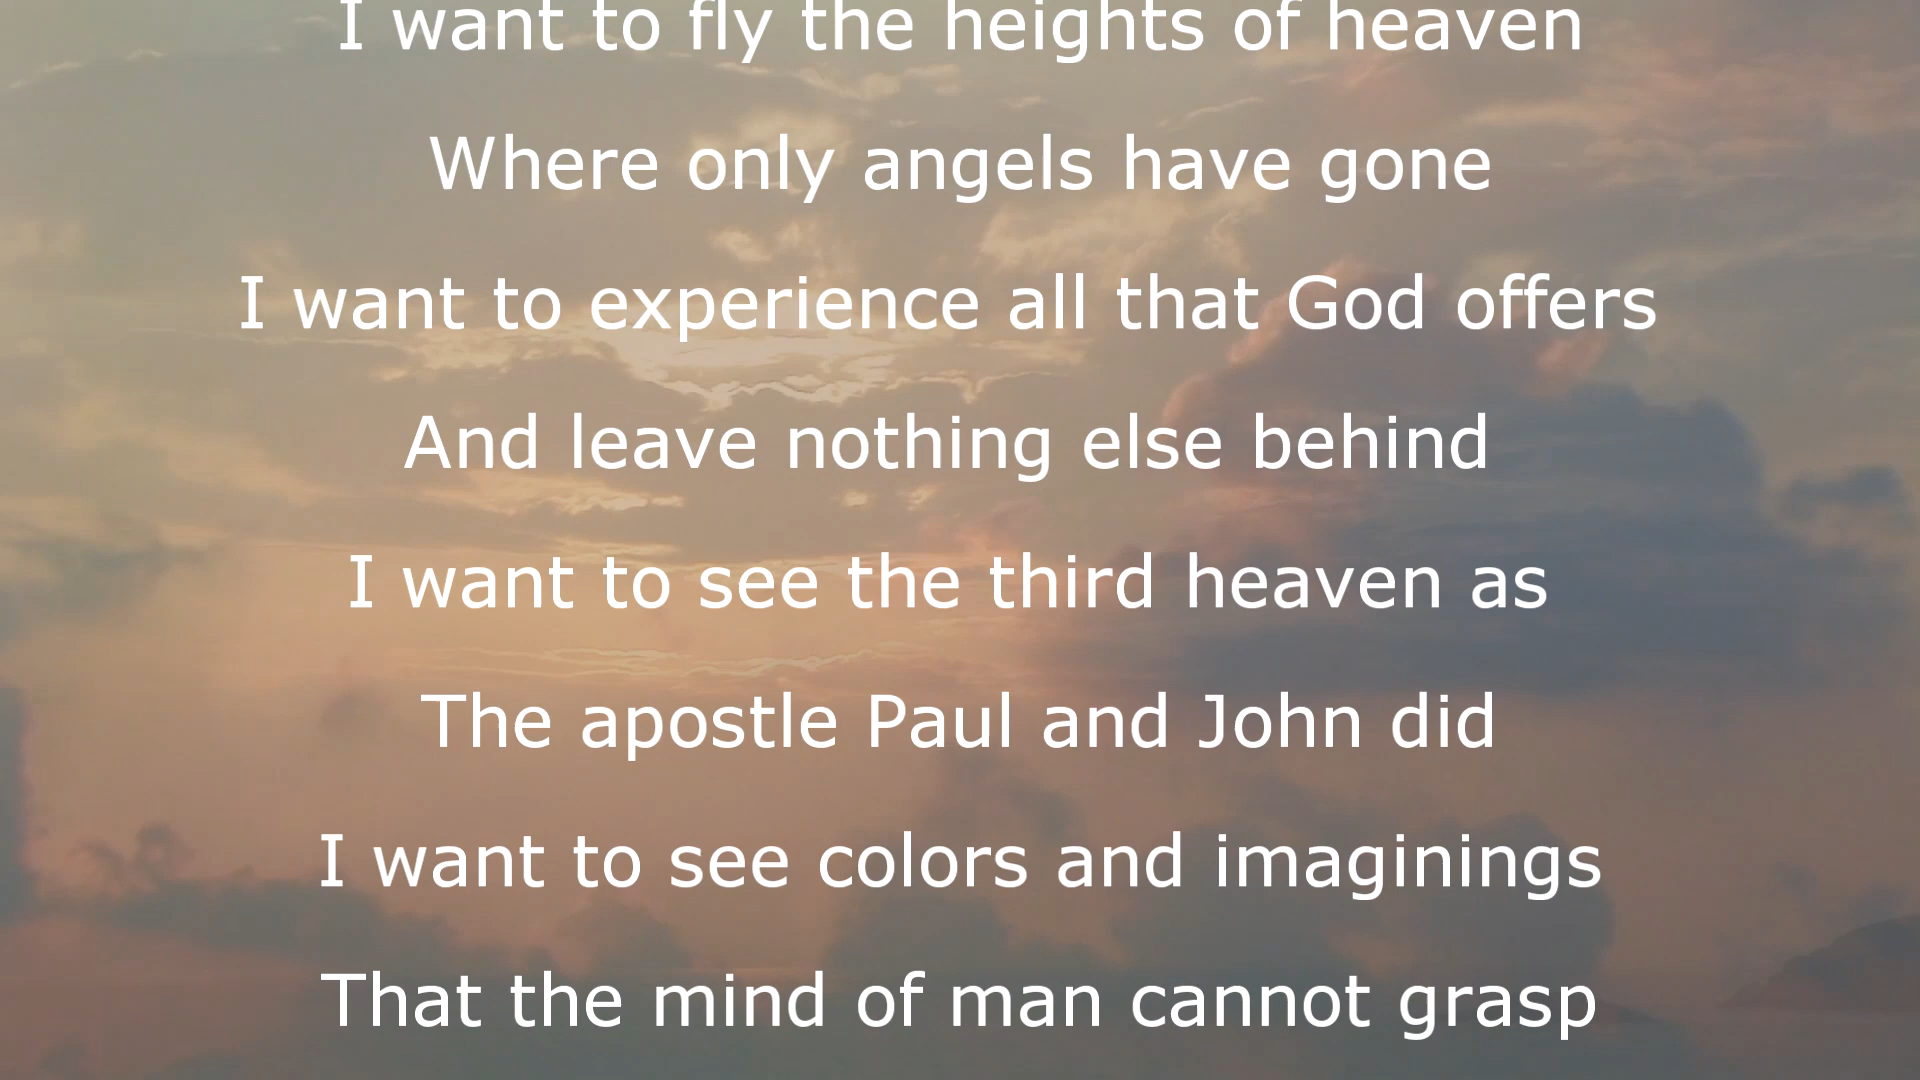 I want to fly the heights of heaven
Where only angels have gone
I want to experience all that God offers
And leave nothing else behind
I want to see the third heaven as
The apostle Paul and John did
I want to see colors and imaginings
That the mind of man cannot grasp